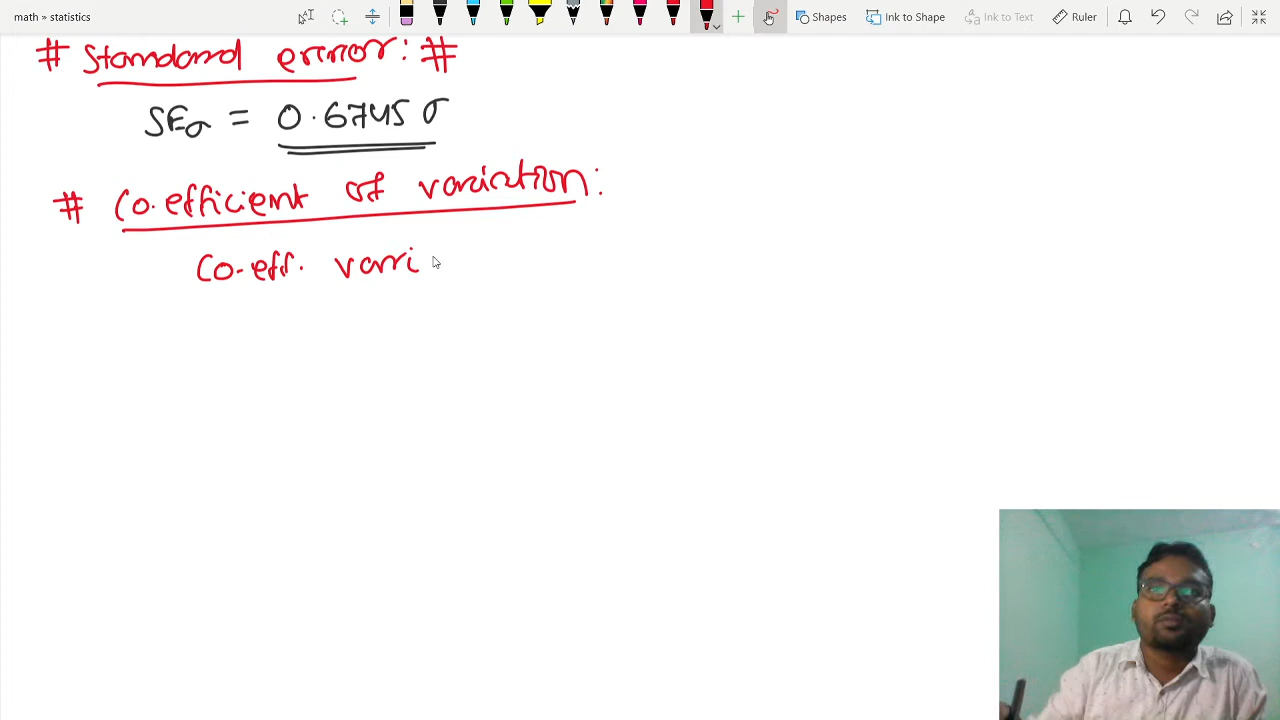 math » statistics
Shapes
Ink to Shape
Ink to Text
Ruler
# Standard error: #
SEσ = 0.6745 σ
# Co.efficient of variation:
Co-eff. vari